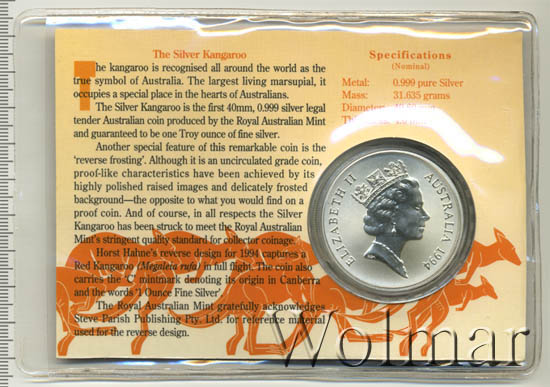 The Silver Kangaroo
The kangaroo is recognised all around the world as the
true symbol of Australia. The largest living marsupial, it
occupies a special place in the hearts of Australians.
The Silver Kangaroo is the first 40mm, 0.999 silver legal
tender Australian coin produced by the Royal Australian Mint
and guaranteed to be one Troy ounce of fine silver.
Another special feature of this remarkable coin is the
'reverse frosting'. Although it is an uncirculated grade coin,
proof-like characteristics have been achieved by its
highly polished raised images and delicately frosted
background—the opposite to what you would find on a
proof coin. And of course, in all respects the Silver
Kangaroo has been struck to meet the Royal Australian
Mint's stringent quality standard for collector coinage.
Horst Hahne's reverse design for 1994 captures a
Red Kangaroo (Megaleia rufa) in full flight. The coin also
carries the 'C' mintmark denoting its origin in Canberra
and the words '1 Ounce Fine Silver'.
The Royal Australian Mint gratefully acknowledges
Steve Parish Publishing Pty. Ltd. for reference material
used for the reverse design.
Specifications
(Nominal)
Metal: 0.999 pure Silver
Mass: 31.635 grams
Diameter:
ELIZABETH II AUSTRALIA 1994
Wolmar